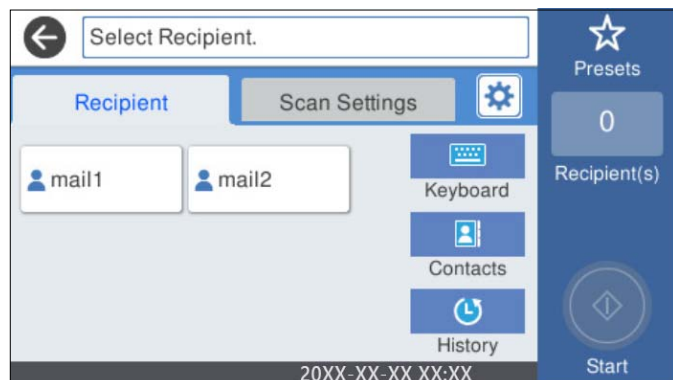 Select Recipient.
Presets
Recipient
Scan Settings
0
Recipient(s)
mail1
mail2
Keyboard
Contacts
History
Start
20XX-XX-XX XX:XX